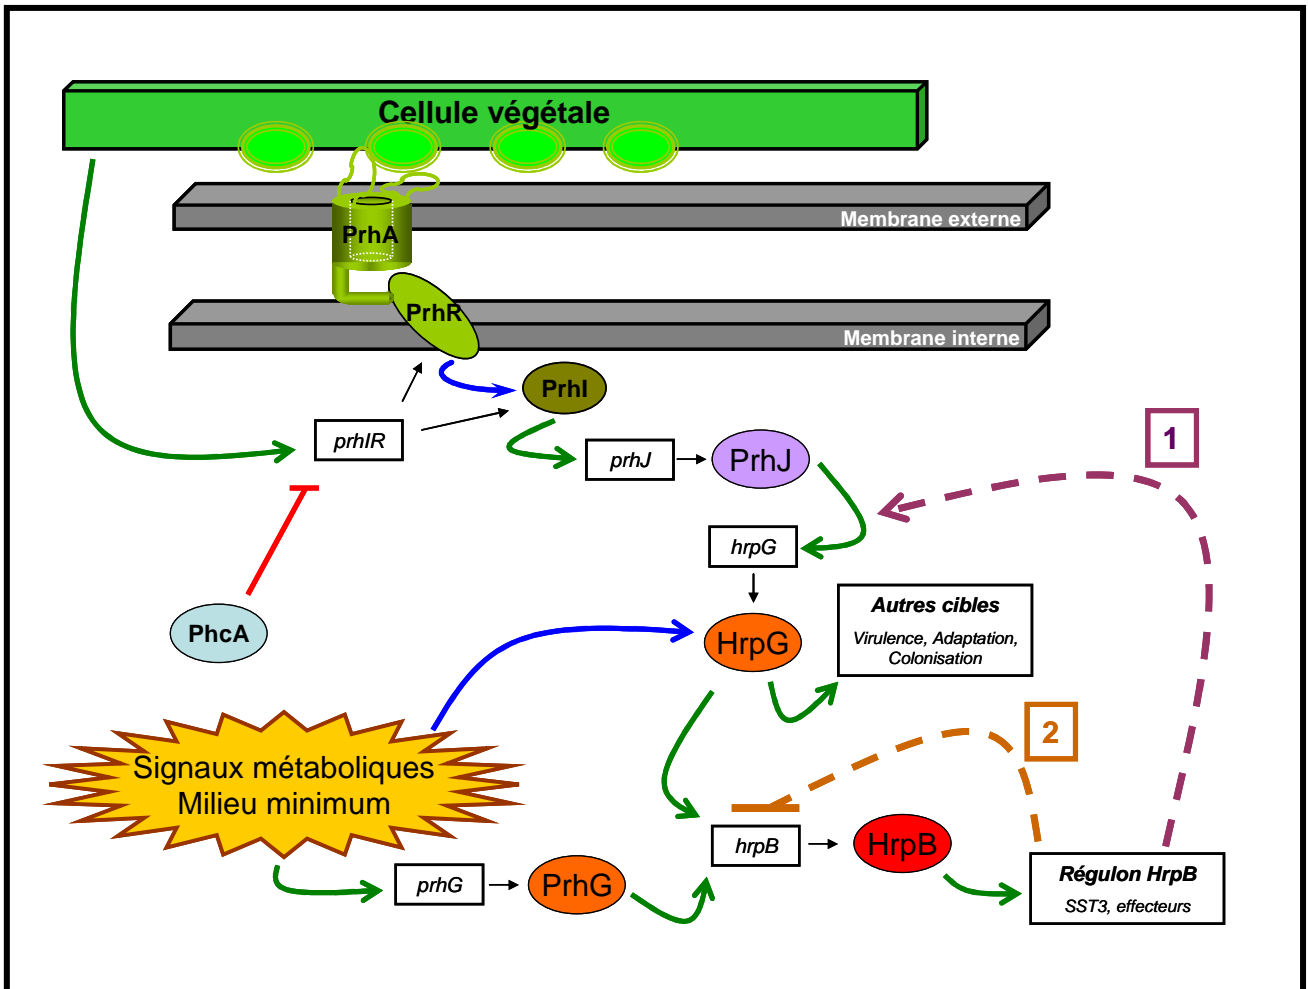 Cellule végétale
Membrane externe
PrhA
PrhR
Membrane interne
PrhI
prhIR
prhJ
PrhJ
1
hrpG
PhcA
HrpG
Autres cibles
Virulence, Adaptation,
Colonisation
2
Signaux métaboliques
Milieu minimum
hrpB
HrpB
prhG
PrhG
Régulon HrpB
SST3, effecteurs